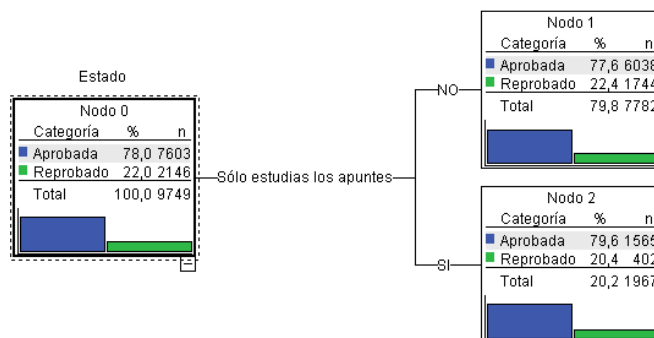 Estado
Nodo 0
Categoría % n
Aprobada 78,0 7603
Reprobado 22,0 2146
Total 100,0 9749
Sólo estudias los apuntes
NO
Nodo 1
Categoría % n
Aprobada 77,6 6038
Reprobado 22,4 1744
Total 79,8 7782
SI
Nodo 2
Categoría % n
Aprobada 79,6 1565
Reprobado 20,4 402
Total 20,2 1967